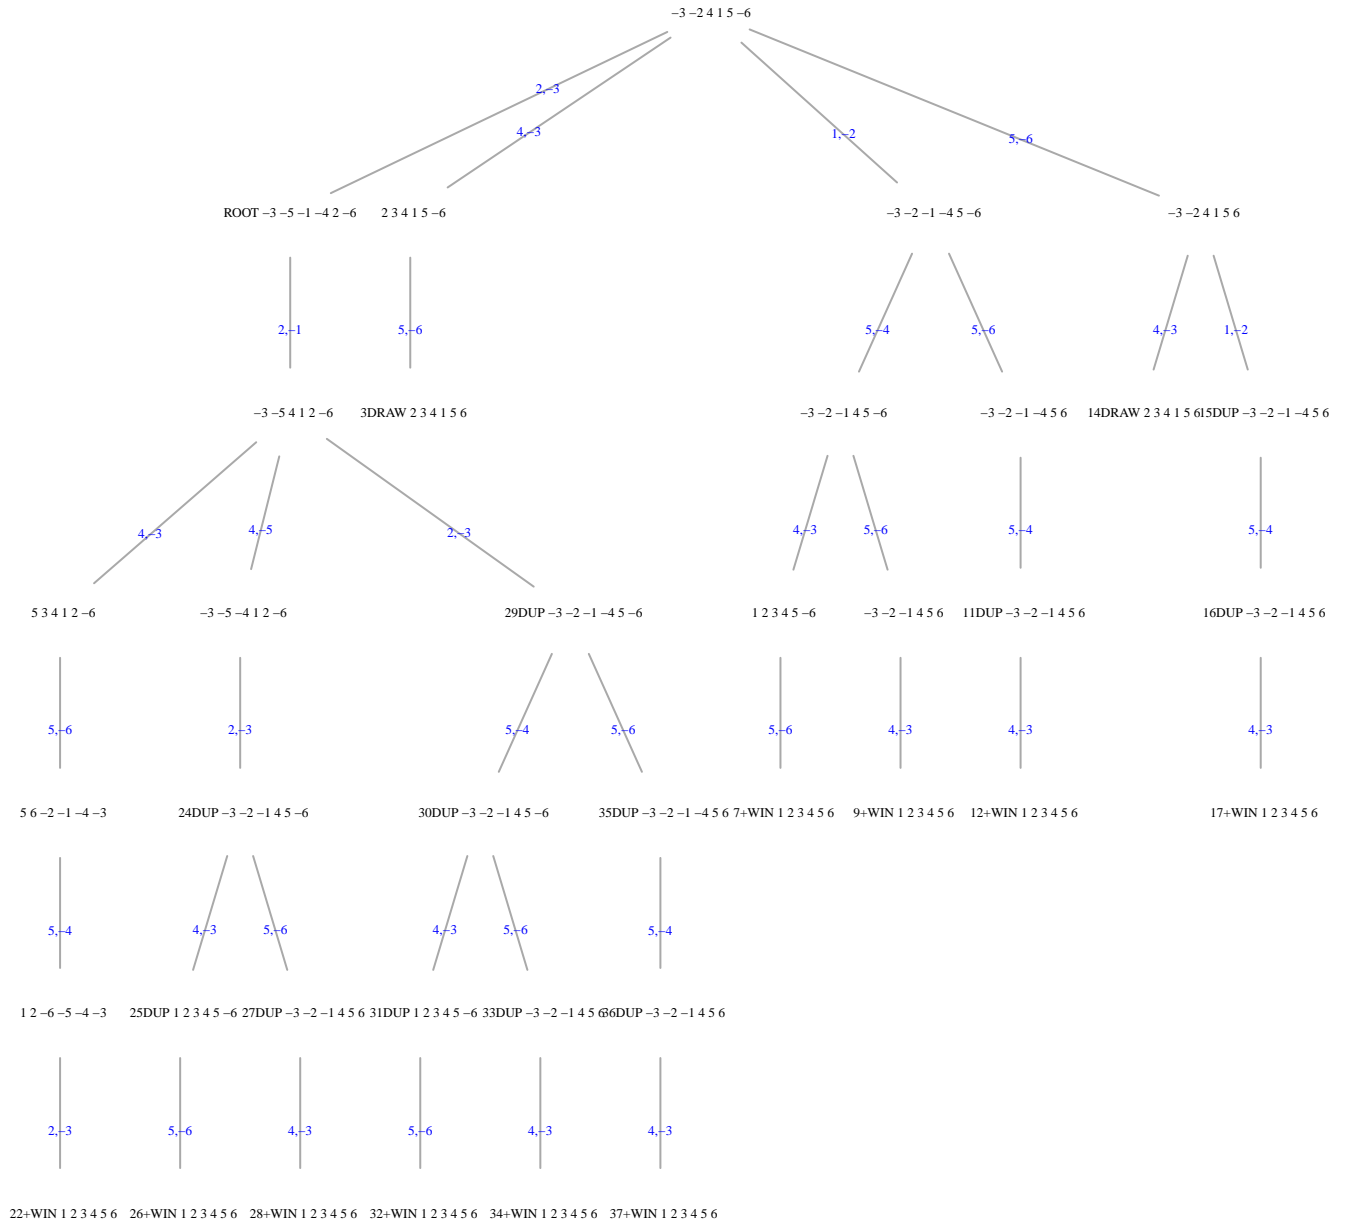 −3 −2 4 1 5 −6
2,−3
4,−3
1,−2
5,−6
ROOT −3 −5 −1 −4 2 −6
2 3 4 1 5 −6
−3 −2 −1 −4 5 −6
−3 −2 4 1 5 6
2,−1
5,−6
5,−4
5,−6
4,−3
1,−2
−3 −5 4 1 2 −6
3DRAW 2 3 4 1 5 6
−3 −2 −1 4 5 −6
−3 −2 −1 −4 5 6
14DRAW 2 3 4 1 5 6
15DUP −3 −2 −1 −4 5 6
4,−3
4,−5
2,−3
4,−3
5,−6
5,−4
5,−4
5 3 4 1 2 −6
−3 −5 −4 1 2 −6
29DUP −3 −2 −1 −4 5 −6
1 2 3 4 5 −6
−3 −2 −1 4 5 6
11DUP −3 −2 −1 4 5 6
16DUP −3 −2 −1 4 5 6
5,−6
2,−3
5,−4
5,−6
5,−6
4,−3
4,−3
4,−3
5 6 −2 −1 −4 −3
24DUP −3 −2 −1 4 5 −6
30DUP −3 −2 −1 4 5 −6
35DUP −3 −2 −1 −4 5 6
7+WIN 1 2 3 4 5 6
9+WIN 1 2 3 4 5 6
12+WIN 1 2 3 4 5 6
17+WIN 1 2 3 4 5 6
5,−4
4,−3
5,−6
4,−3
5,−6
5,−4
1 2 −6 −5 −4 −3
25DUP 1 2 3 4 5 −6
27DUP −3 −2 −1 4 5 6
31DUP 1 2 3 4 5 −6
33DUP −3 −2 −1 4 5 6
36DUP −3 −2 −1 4 5 6
2,−3
5,−6
4,−3
5,−6
4,−3
4,−3
22+WIN 1 2 3 4 5 6
26+WIN 1 2 3 4 5 6
28+WIN 1 2 3 4 5 6
32+WIN 1 2 3 4 5 6
34+WIN 1 2 3 4 5 6
37+WIN 1 2 3 4 5 6